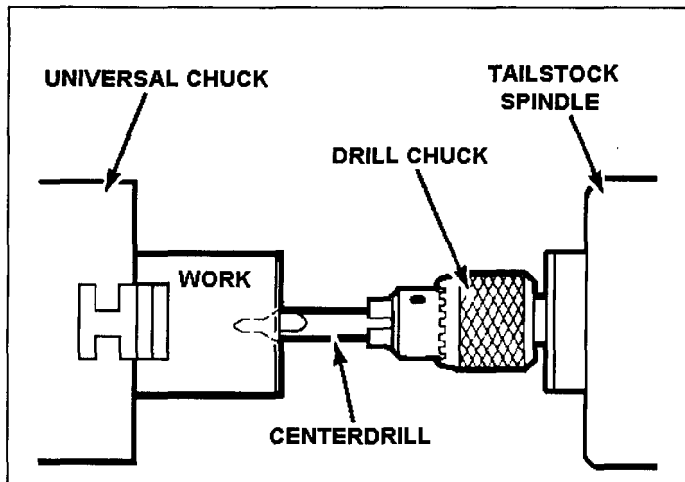 UNIVERSAL CHUCK
TAILSTOCK
SPINDLE
DRILL CHUCK
WORK
CENTERDRILL